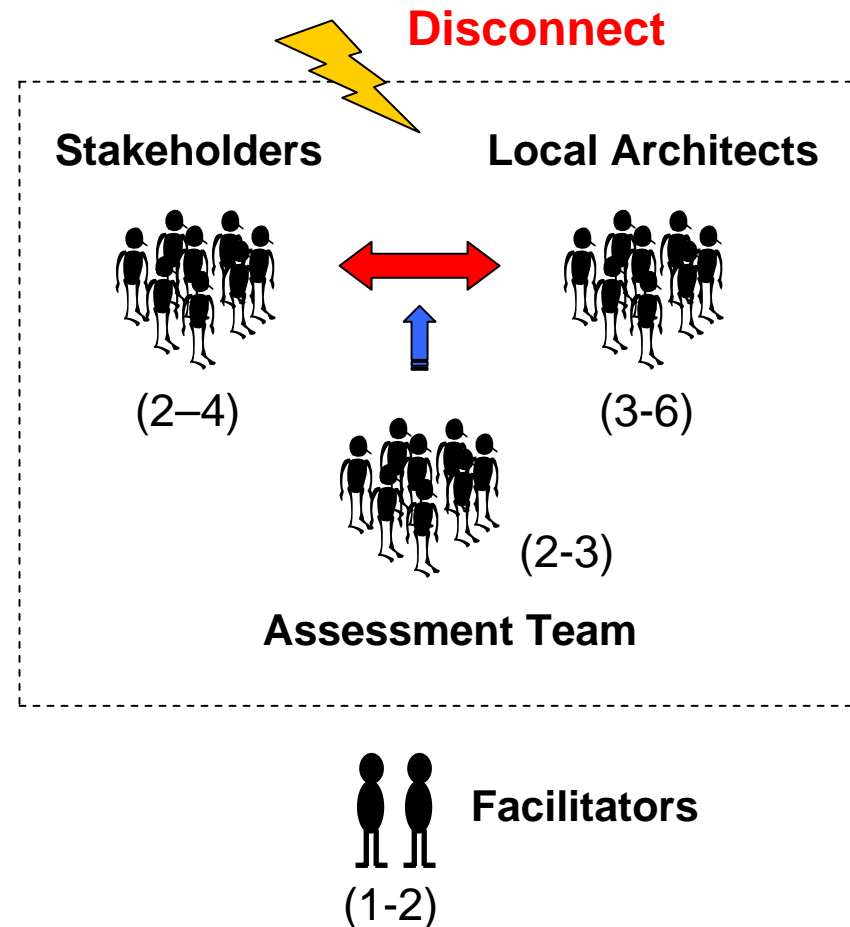 Disconnect
Stakeholders
Local Architects
(2–4)
(3-6)
(2-3)
Assessment Team
Facilitators
(1-2)